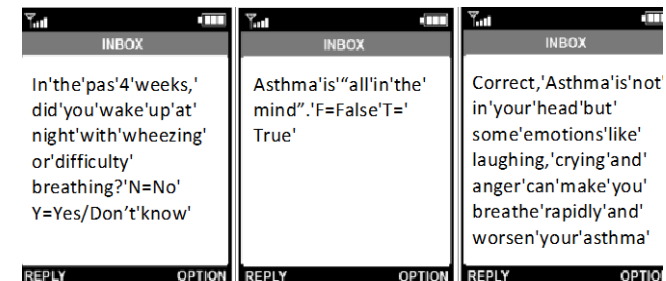 INBOX
In'the'pas'4'weeks,'
did'you'wake'up'at'
night'with'wheezing'
or'difficulty'
breathing?'N=No'
Y=Yes/Don’t'know'
REPLY OPTION
INBOX
Asthma'is'“all'in'the'
mind”.'F=False'T='
True'
REPLY OPTION
INBOX
Correct,'Asthma'is'not'
in'your'head'but'
some'emotions'like'
laughing,'crying'and'
anger'can'make'you'
breathe'rapidly'and'
worsen'your'asthma'
REPLY OPTION